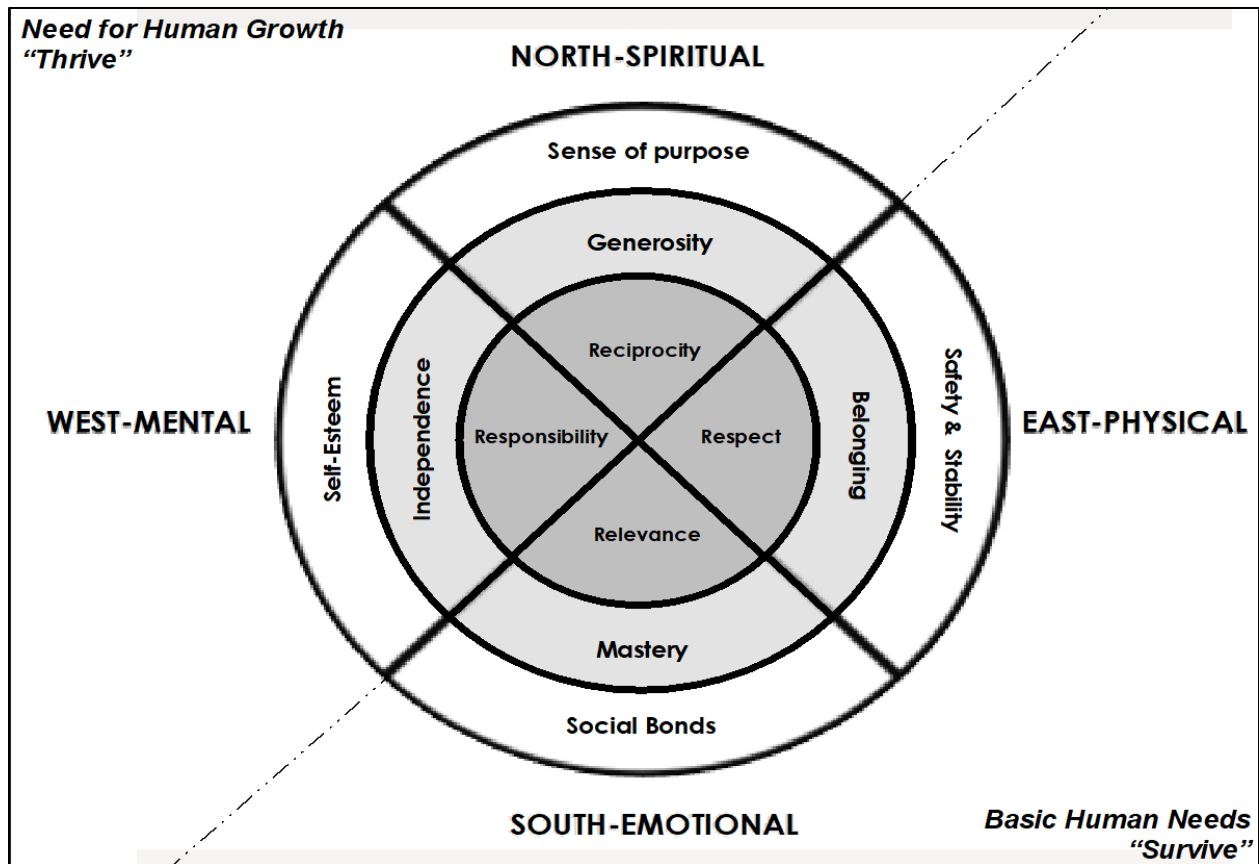 Need for Human Growth
“Thrive”
NORTH-SPIRITUAL
Sense of purpose
Generosity
Reciprocity
WEST-MENTAL
Self-Esteem
Independence
Responsibility
Respect
Belonging
Safety & Stability
EAST-PHYSICAL
Relevance
Mastery
Social Bonds
SOUTH-EMOTIONAL
Basic Human Needs
“Survive”